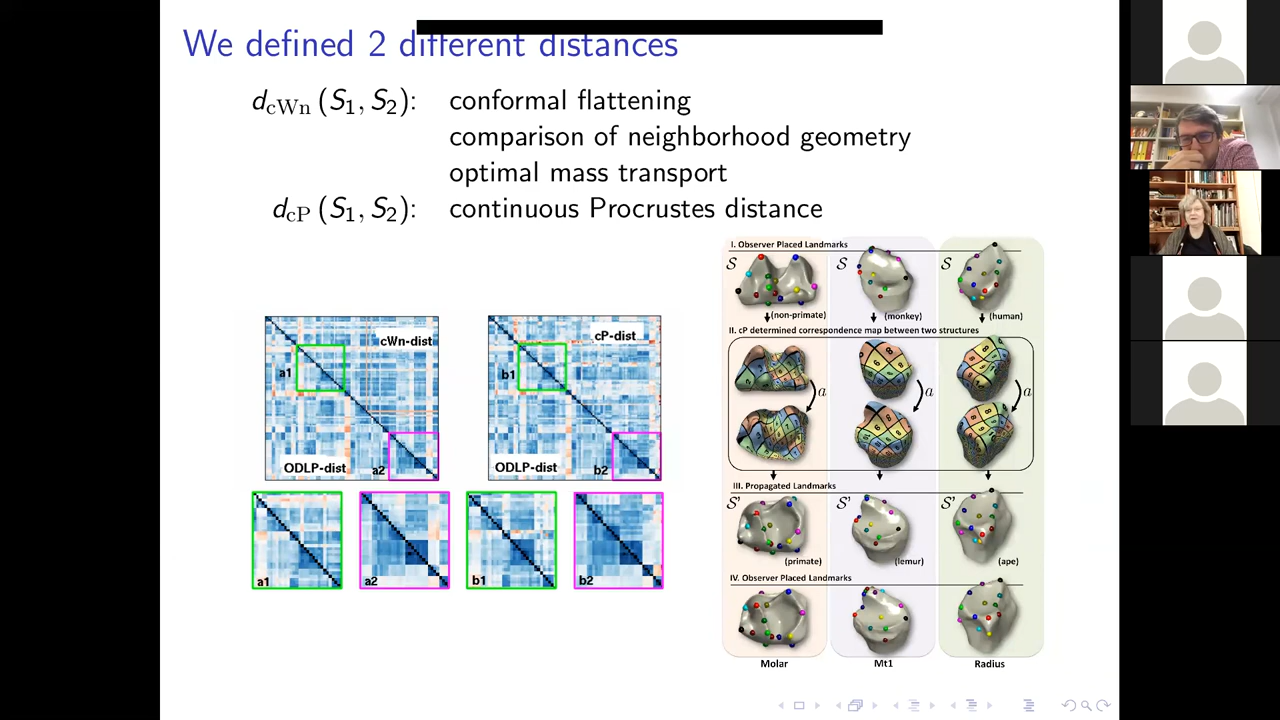 We defined 2 different distances
d_cWn (S_1, S_2): conformal flattening
comparison of neighborhood geometry
optimal mass transport
d_cP (S_1, S_2): continuous Procrustes distance
cWn-dist
a1
ODLP-dist
a2
cP-dist
b1
ODLP-dist
b2
a1
a2
b1
b2
I. Observer Placed Landmarks
S S S
(non-primate) (monkey) (human)
II. cP determined correspondence map between two structures
a a a
III. Propagated Landmarks
S' S' S'
(primate) (lemur) (ape)
IV. Observer Placed Landmarks
Molar Mt1 Radius